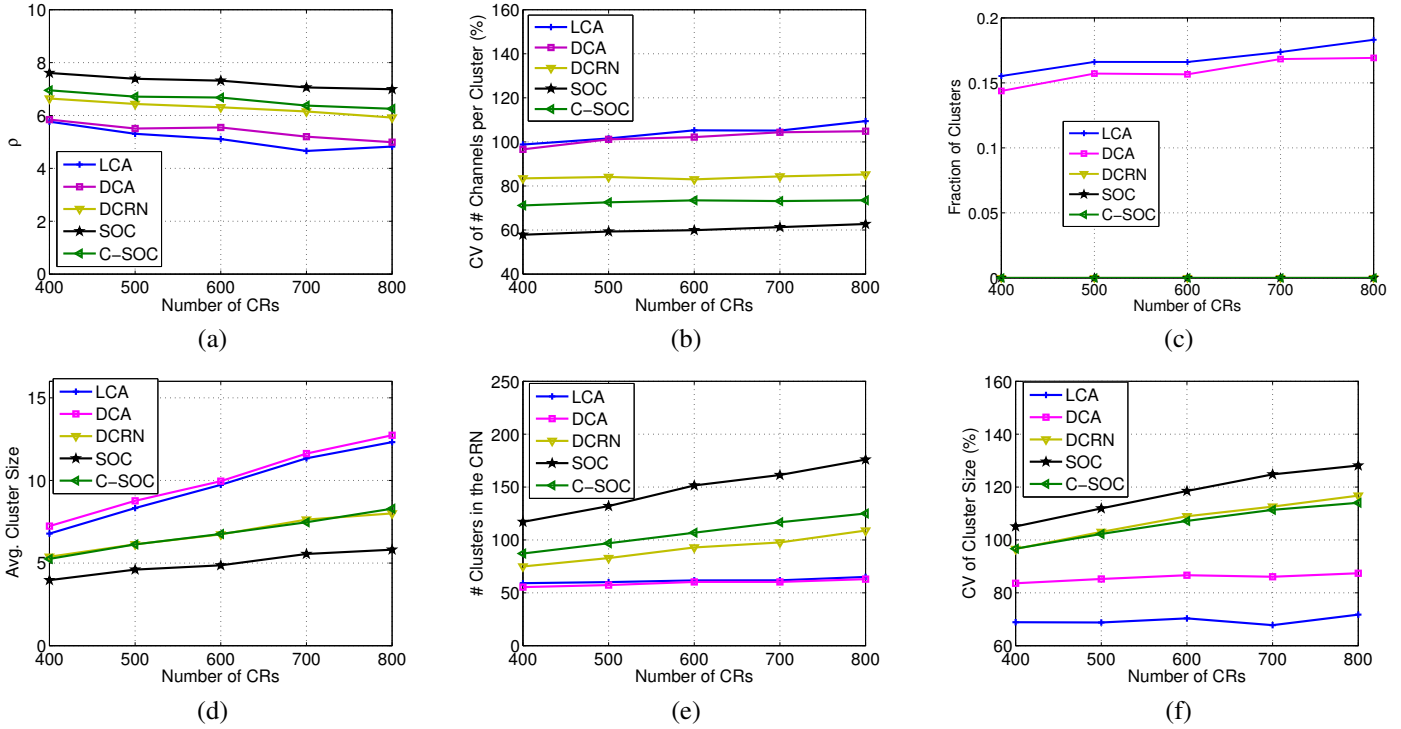 10
8
6
4
2
0
ρ
LCA
DCA
DCRN
SOC
C-SOC
400 500 600 700 800
Number of CRs
(a)
160
140
120
100
80
60
40
CV of # Channels per Cluster (%)
LCA
DCA
DCRN
SOC
C-SOC
400 500 600 700 800
Number of CRs
(b)
0.2
0.15
0.1
0.05
0
Fraction of Clusters
LCA
DCA
DCRN
SOC
C-SOC
400 500 600 700 800
Number of CRs
(c)
15
10
5
0
Avg. Cluster Size
LCA
DCA
DCRN
SOC
C-SOC
400 500 600 700 800
Number of CRs
(d)
250
200
150
100
50
0
# Clusters in the CRN
LCA
DCA
DCRN
SOC
C-SOC
400 500 600 700 800
Number of CRs
(e)
160
140
120
100
80
60
CV of Cluster Size (%)
LCA
DCA
DCRN
SOC
C-SOC
400 500 600 700 800
Number of CRs
(f)